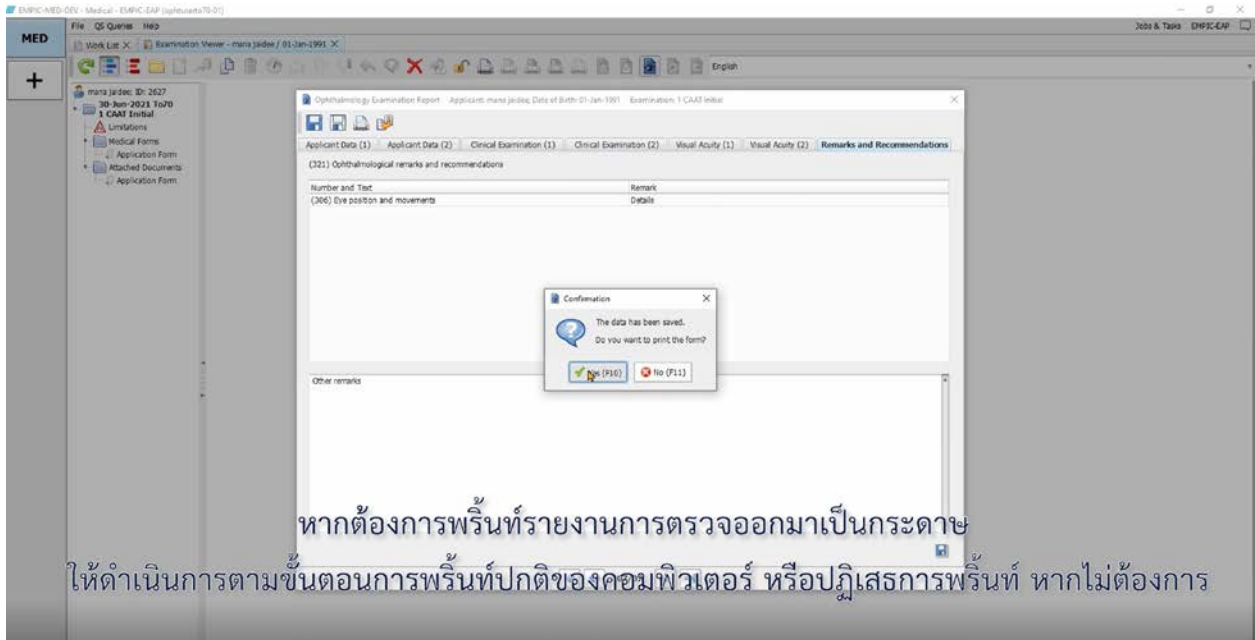 EMPIC-MED-DEV - Medical - EMPIC-EAP
File QS Queries Help
Jobs & Tasks EMPIC-EAP
MED
Work List
Examination Viewer - mana jaidee / 01-Jan-1991
English
mana jaidee; ID: 2627
30-Jun-2021 To70
1 CAAT Initial
Limitations
Medical Forms
Application Form
Attached Documents
Application Form
Ophthalmology Examination Report Applicant: mana jaidee; Date of Birth: 01-Jan-1991 Examination: 1 CAAT Initial
Applicant Data (1) Applicant Data (2) Clinical Examination (1) Clinical Examination (2) Visual Acuity (1) Visual Acuity (2) Remarks and Recommendations
(321) Ophthalmological remarks and recommendations
Number and Text Remark
(306) Eye position and movements Details
Confirmation
The data has been saved.
Do you want to print the form?
Yes (F10) No (F11)
Other remarks
หากต้องการพริ้นท์รายงานการตรวจออกมาเป็นกระดาษ
ให้ดำเนินการตามขั้นตอนการพริ้นท์ปกติของคอมพิวเตอร์ หรือปฏิเสธการพริ้นท์ หากไม่ต้องการ